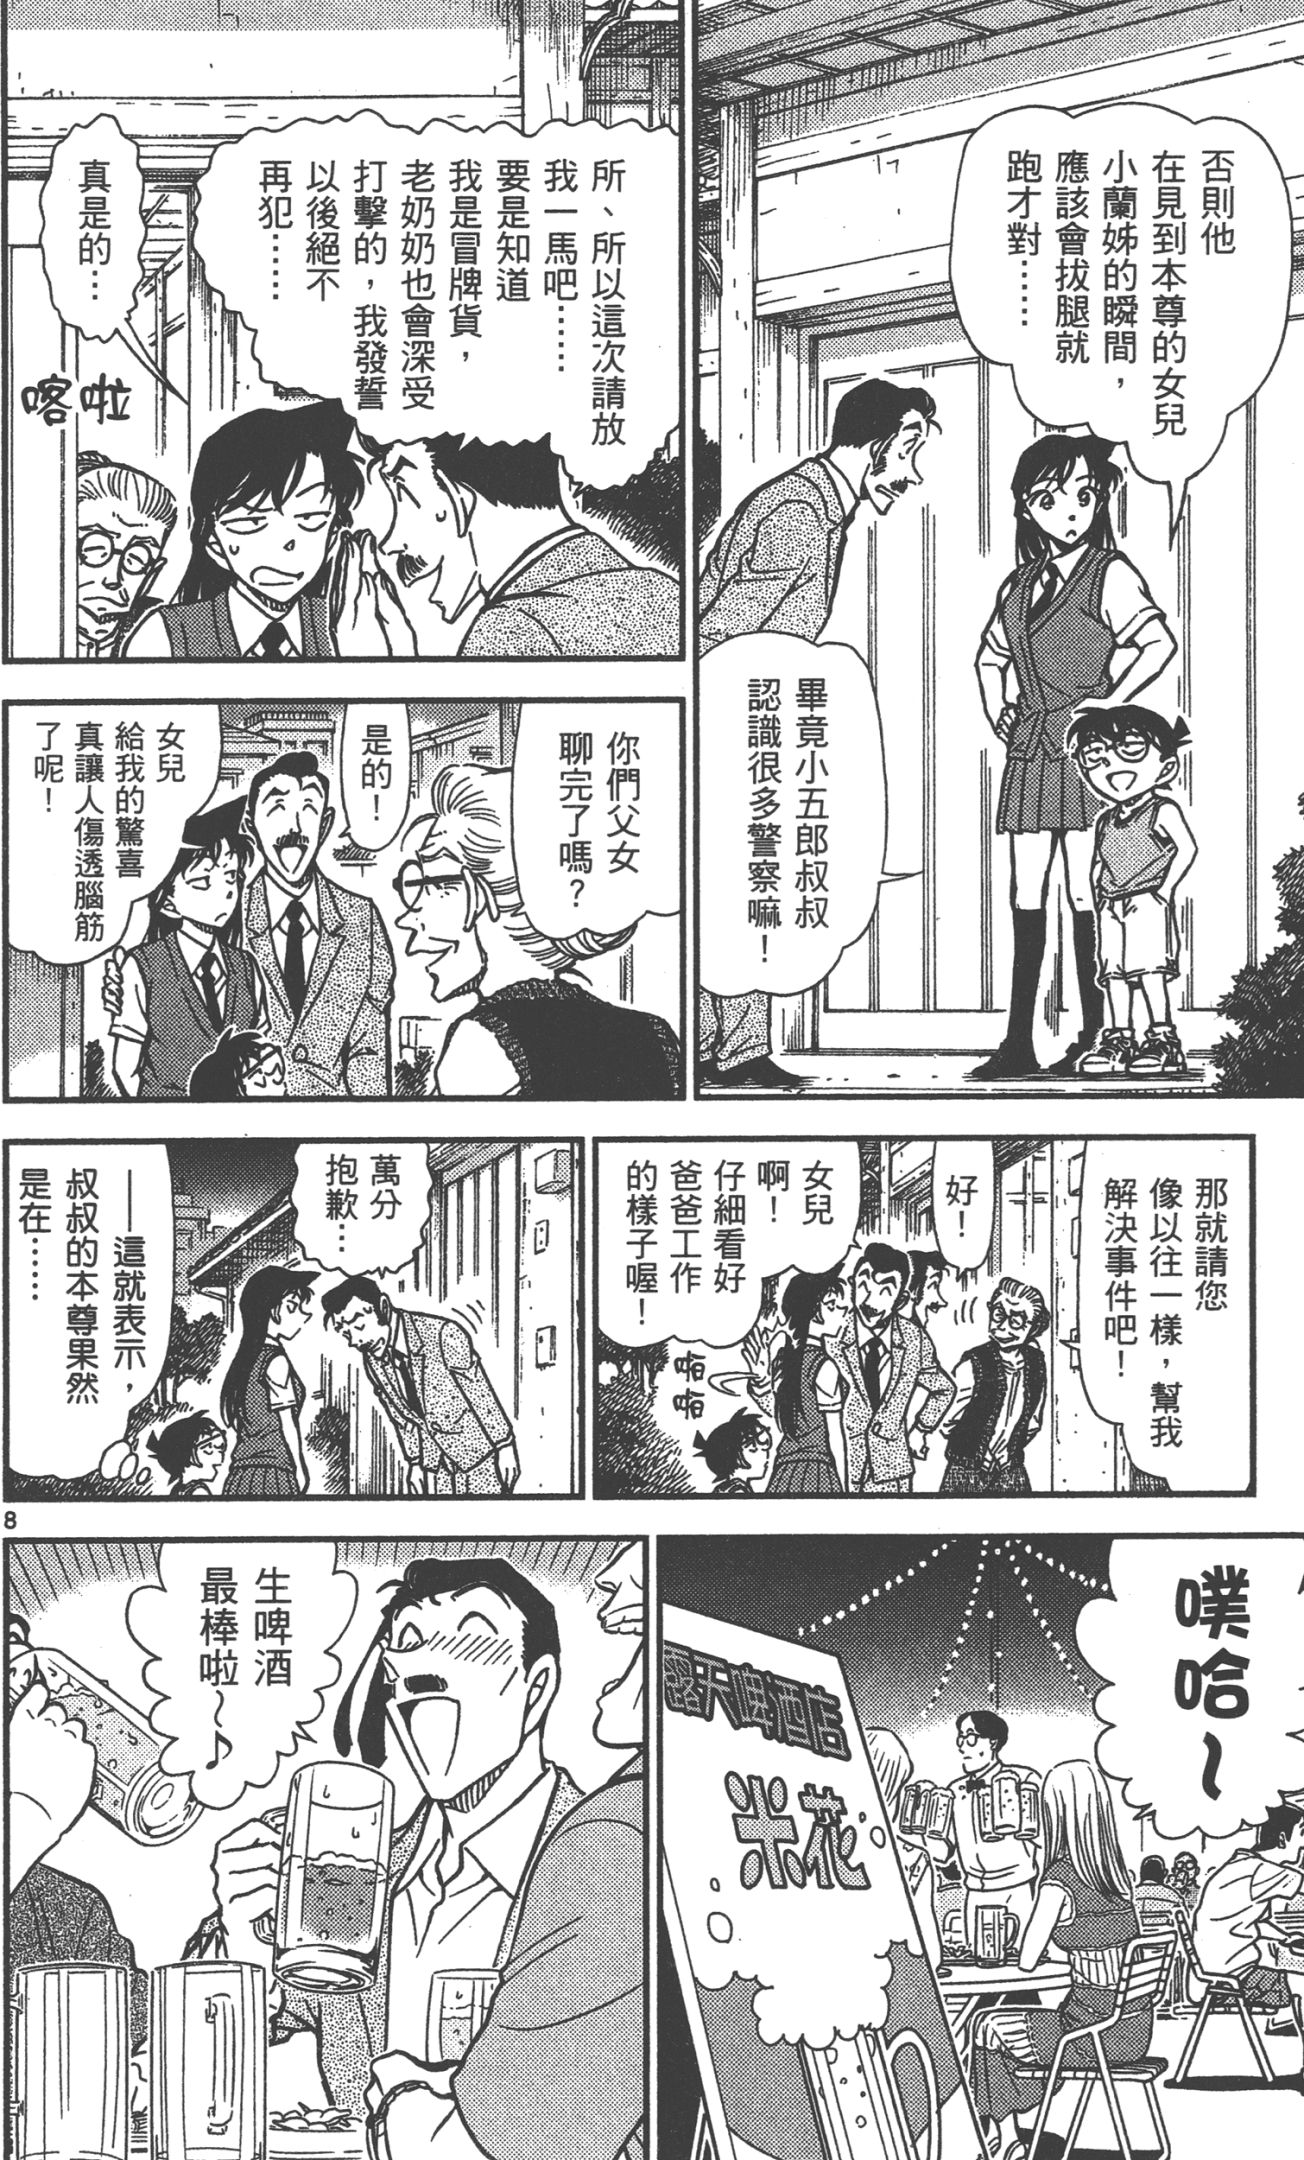 否則他
在見到本尊的女兒
小蘭姊的瞬間，
應該會拔腿就
跑才對……
畢竟小五郎叔叔
認識很多警察嘛！
所、所以這次請放
我一馬吧……
要是知道
我是冒牌貨，
老奶奶也會深受
打擊的，我發誓
以後絕不
再犯……
真是的…
喀啦
你們父女
聊完了嗎？
是的！
女兒
給我的驚喜
真讓人傷透腦筋
了呢！
那就請您
像以往一樣，幫我
解決事件吧！
好！
女兒
啊！
仔細看好
爸爸工作
的樣子喔！
啪
啪
萬分
抱歉…
——這就表示，
叔叔的本尊果然
是在……
8
噗哈～
露天啤酒店
米花
生啤酒
最棒啦～♪